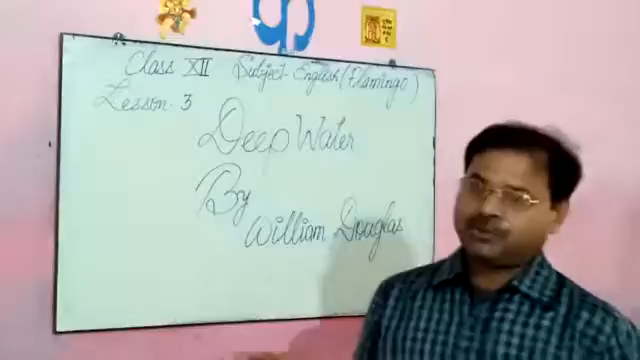 Class XII Subject- English (Flamingo)
Lesson. 3
Deep Water
By
William Douglas